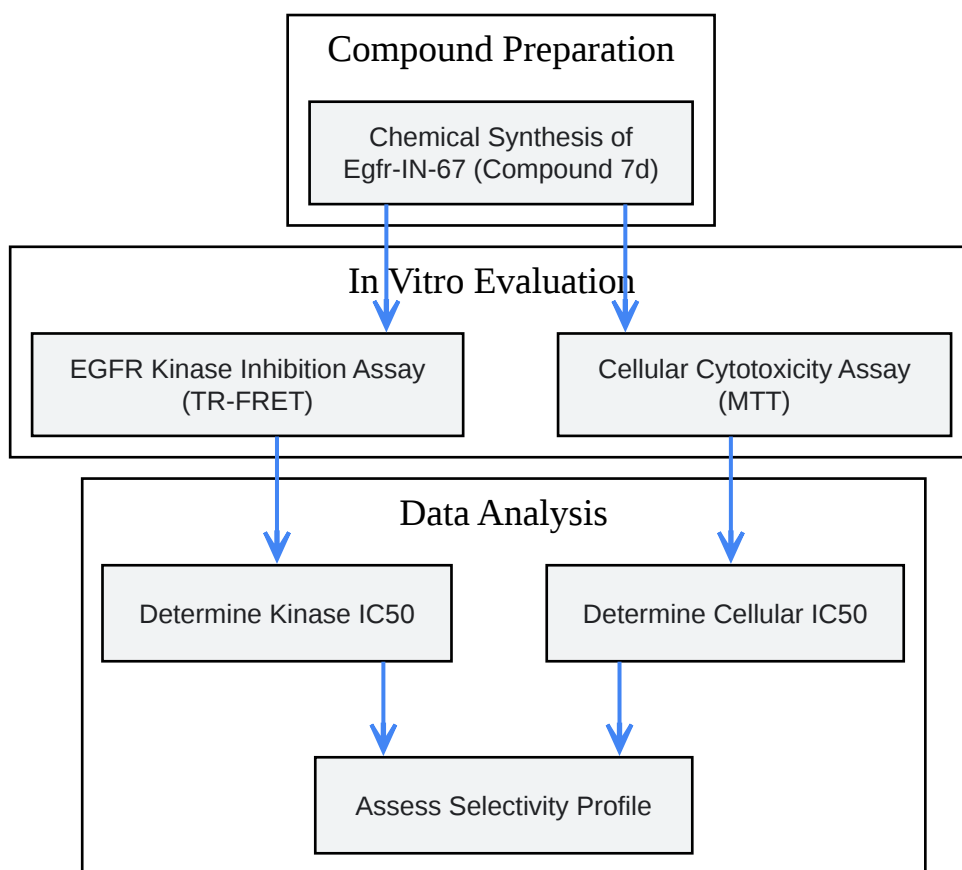 Compound Preparation
Chemical Synthesis of
Egfr-IN-67 (Compound 7d)
In Vitro Evaluation
EGFR Kinase Inhibition Assay
(TR-FRET)
Cellular Cytotoxicity Assay
(MTT)
Data Analysis
Determine Kinase IC50
Determine Cellular IC50
Assess Selectivity Profile